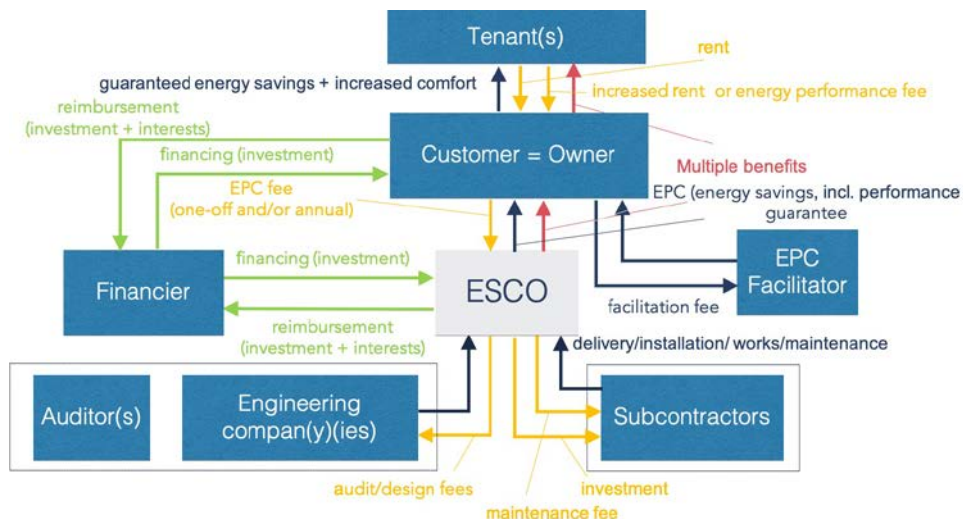 Tenant(s)
rent
guaranteed energy savings + increased comfort
increased rent or energy performance fee
reimbursement
(investment + interests)
financing (investment)
Customer = Owner
Multiple benefits
EPC fee
(one-off and/or annual)
EPC (energy savings, incl. performance
guarantee
financing (investment)
Financier
ESCO
EPC
Facilitator
facilitation fee
reimbursement
(investment + interests)
delivery/installation/ works/maintenance
Auditor(s)
Engineering
compan(y)(ies)
Subcontractors
audit/design fees
investment
maintenance fee